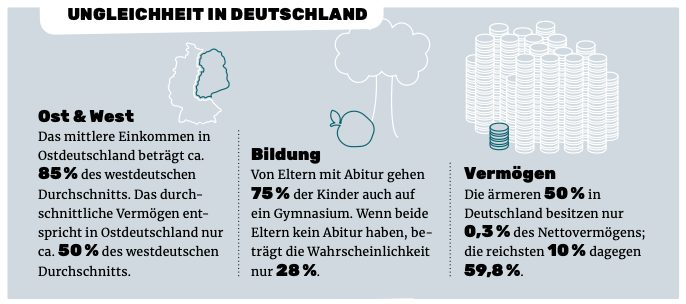 UNGLEICHHEIT IN DEUTSCHLAND
Ost & West
Das mittlere Einkommen in
Ostdeutschland beträgt ca.
85 % des westdeutschen
Durchschnitts. Das durch-
schnittliche Vermögen ent-
spricht in Ostdeutschland nur
ca. 50 % des westdeutschen
Durchschnitts.
Bildung
Von Eltern mit Abitur gehen
75 % der Kinder auch auf
ein Gymnasium. Wenn beide
Eltern kein Abitur haben, be-
trägt die Wahrscheinlichkeit
nur 28 %.
Vermögen
Die ärmeren 50 % in
Deutschland besitzen nur
0,3 % des Nettovermögens;
die reichsten 10 % dagegen
59,8 %.